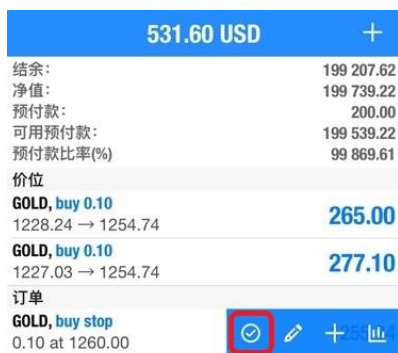 531.60 USD
结余: 199 207.62
净值: 199 739.22
预付款: 200.00
可用预付款: 199 539.22
预付款比率(%) 99 869.61
价位
GOLD, buy 0.10
1228.24 → 1254.74 265.00
GOLD, buy 0.10
1227.03 → 1254.74 277.10
订单
GOLD, buy stop
0.10 at 1260.00